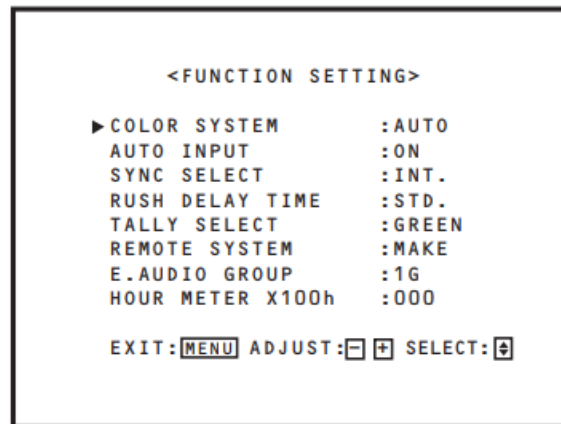 <FUNCTION SETTING>
▶COLOR SYSTEM :AUTO
AUTO INPUT :ON
SYNC SELECT :INT.
RUSH DELAY TIME :STD.
TALLY SELECT :GREEN
REMOTE SYSTEM :MAKE
E.AUDIO GROUP :1G
HOUR METER X100h :000
EXIT:MENU ADJUST:− + SELECT:♦